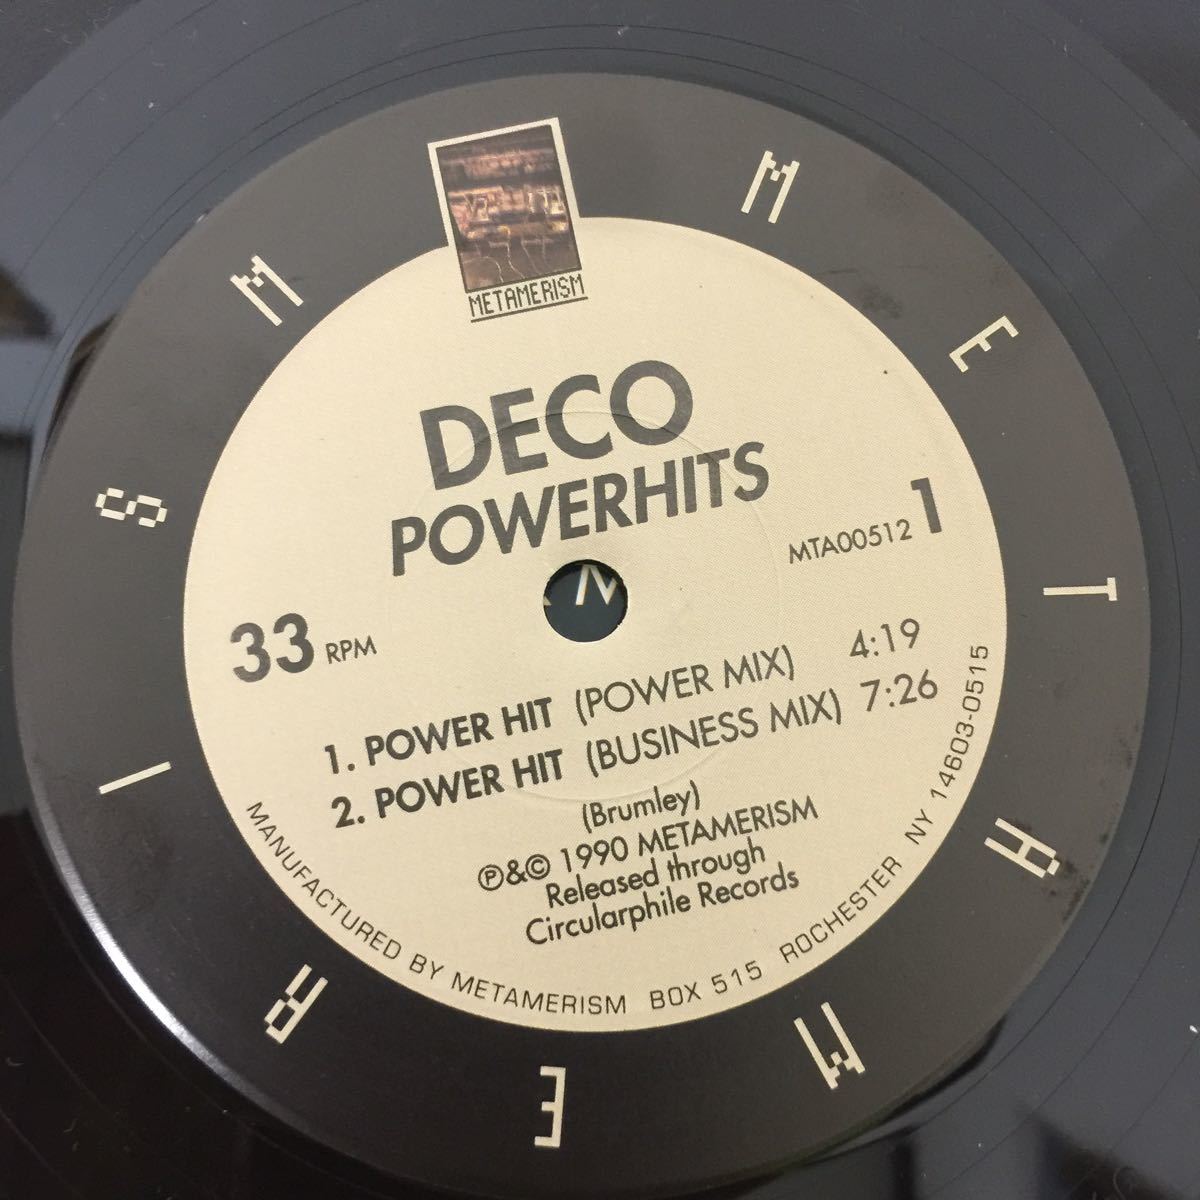 METAMERISM
METAMERISM
DECO
POWERHITS
MTA00512 1
33 RPM
1. POWER HIT (POWER MIX) 4:19
2. POWER HIT (BUSINESS MIX) 7:26
(Brumley)
℗&© 1990 METAMERISM
Released through
Circularphile Records
MANUFACTURED BY METAMERISM BOX 515 ROCHESTER NY 14603-0515